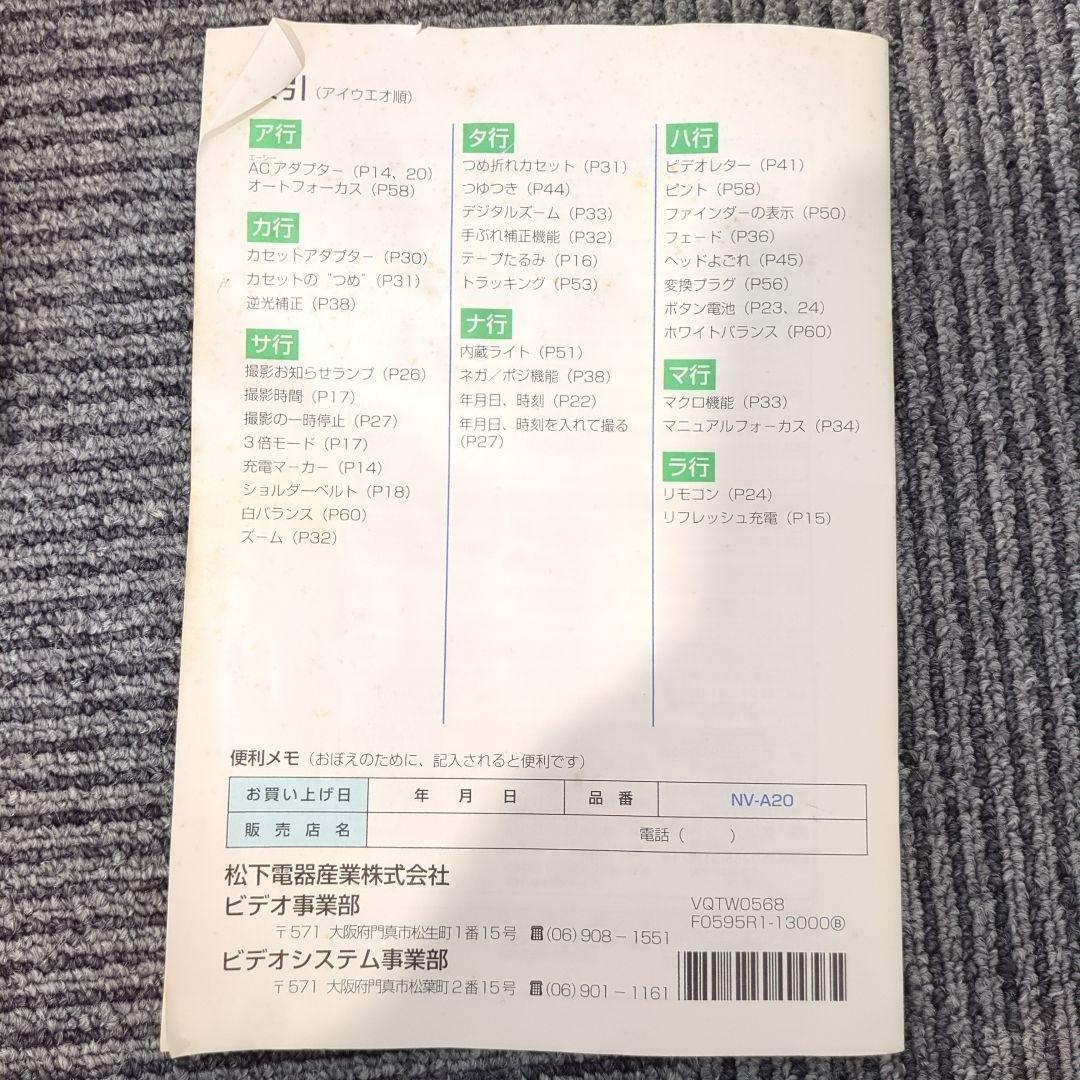 引（アイウエオ順）
ア行
エーシー
ACアダプター（P14、20）
オートフォーカス（P58）
カ行
カセットアダプター（P30）
カセットの“つめ”（P31）
逆光補正（P38）
サ行
撮影お知らせランプ（P26）
撮影時間（P17）
撮影の一時停止（P27）
3倍モード（P17）
充電マーカー（P14）
ショルダーベルト（P18）
白バランス（P60）
ズーム（P32）
タ行
つめ折れカセット（P31）
つゆつき（P44）
デジタルズーム（P33）
手ぶれ補正機能（P32）
テープたるみ（P16）
トラッキング（P53）
ナ行
内蔵ライト（P51）
ネガ／ポジ機能（P38）
年月日、時刻（P22）
年月日、時刻を入れて撮る
（P27）
ハ行
ビデオレター（P41）
ピント（P58）
ファインダーの表示（P50）
フェード（P36）
ヘッドよごれ（P45）
変換プラグ（P56）
ボタン電池（P23、24）
ホワイトバランス（P60）
マ行
マクロ機能（P33）
マニュアルフォーカス（P34）
ラ行
リモコン（P24）
リフレッシュ充電（P15）
便利メモ（おぼえのために、記入されると便利です）
お買い上げ日 年 月 日 品 番 NV-A20
販 売 店 名 電話（ ）
松下電器産業株式会社
ビデオ事業部
〒571 大阪府門真市松生町1番15号 ☎(06)908－1551
ビデオシステム事業部
〒571 大阪府門真市松葉町2番15号 ☎(06)901－1161
VQTW0568
F0595R1-13000Ⓑ